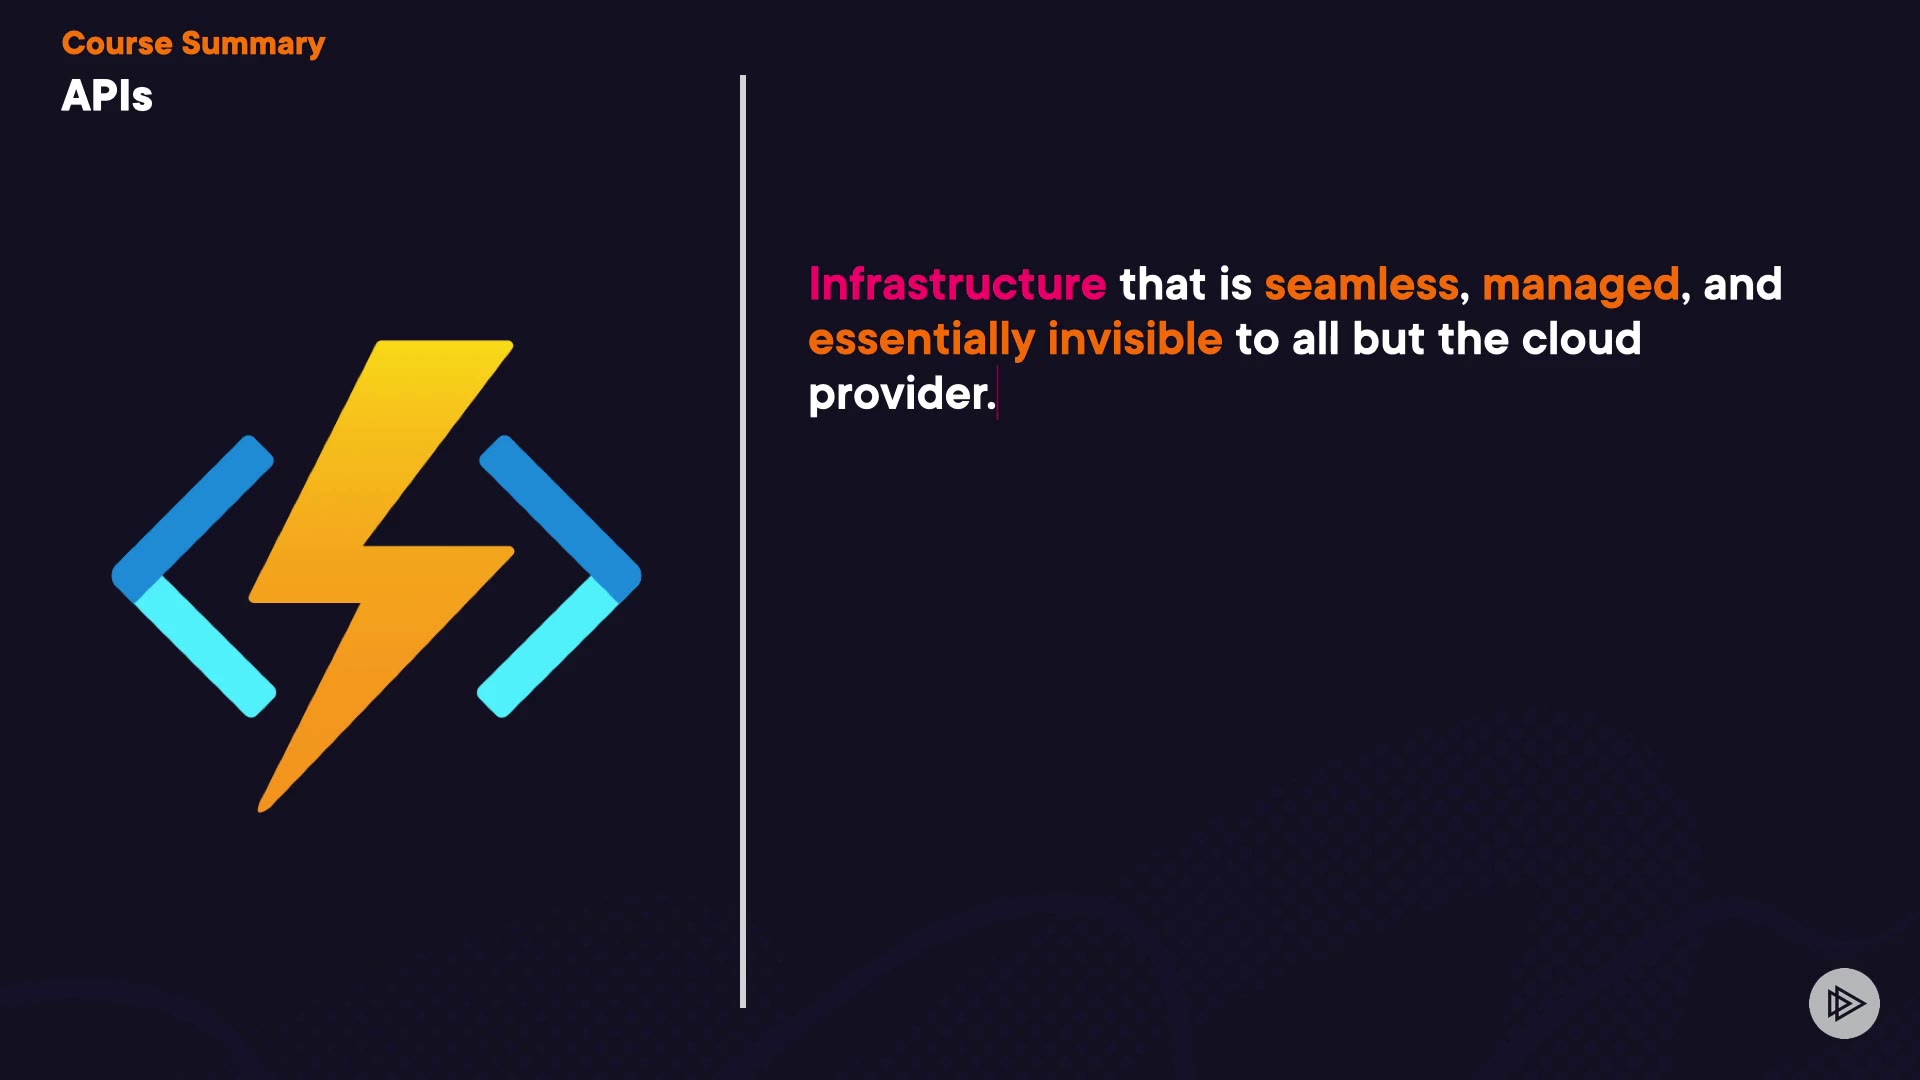 Course Summary
APIs
Infrastructure that is seamless, managed, and
essentially invisible to all but the cloud
provider.